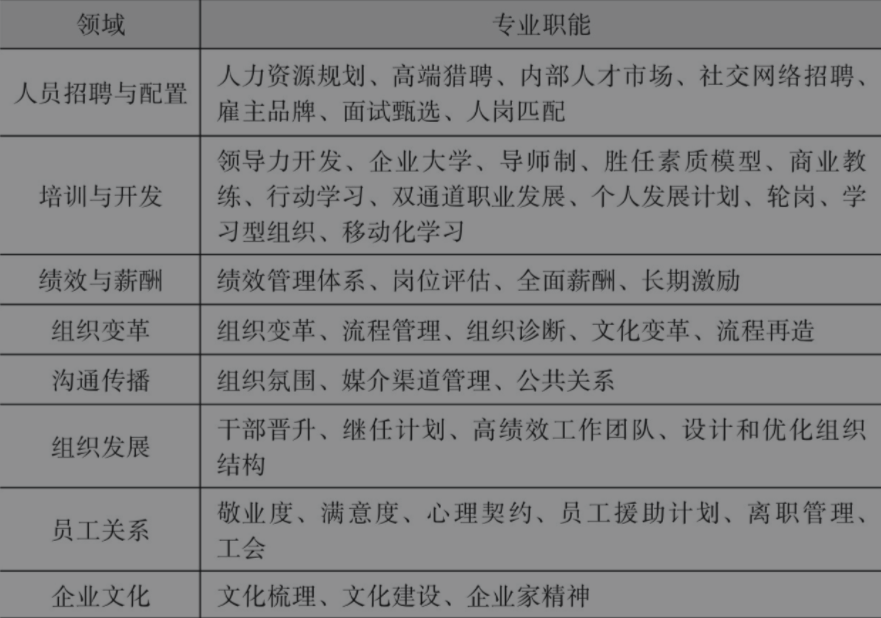 领域 专业职能
人员招聘与配置
人力资源规划、高端猎聘、内部人才市场、社交网络招聘、
雇主品牌、面试甄选、人岗匹配
培训与开发
领导力开发、企业大学、导师制、胜任素质模型、商业教
练、行动学习、双通道职业发展、个人发展计划、轮岗、学
习型组织、移动化学习
绩效与薪酬 绩效管理体系、岗位评估、全面薪酬、长期激励
组织变革 组织变革、流程管理、组织诊断、文化变革、流程再造
沟通传播 组织氛围、媒介渠道管理、公共关系
组织发展
干部晋升、继任计划、高绩效工作团队、设计和优化组织
结构
员工关系
敬业度、满意度、心理契约、员工援助计划、离职管理、
工会
企业文化 文化梳理、文化建设、企业家精神